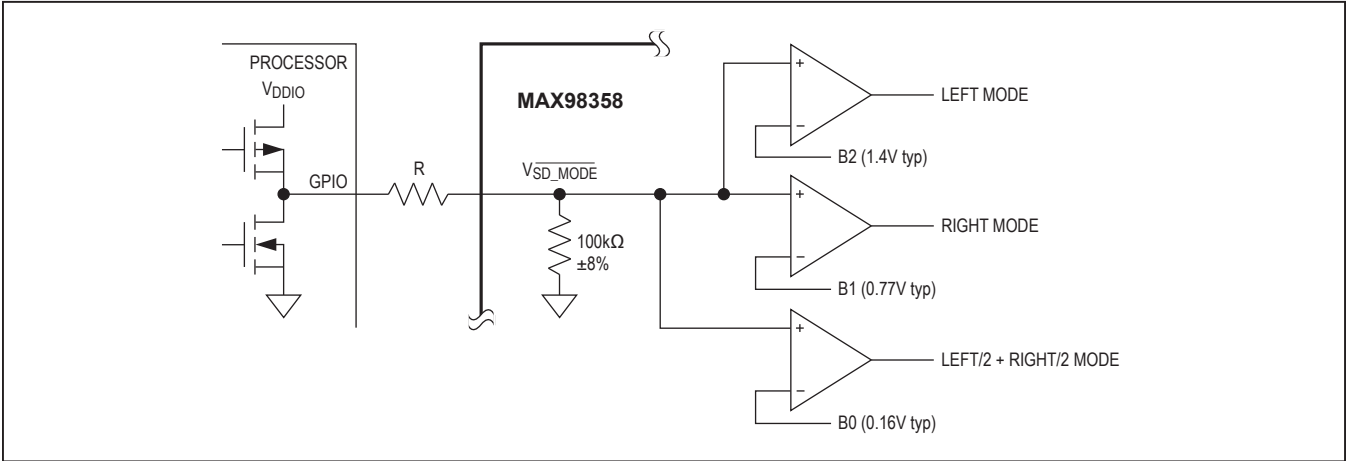 PROCESSOR
VDDIO
GPIO
R
MAX98358
VSD_MODE
100kΩ
±8%
+
−
LEFT MODE
B2 (1.4V typ)
+
−
RIGHT MODE
B1 (0.77V typ)
+
−
LEFT/2 + RIGHT/2 MODE
B0 (0.16V typ)